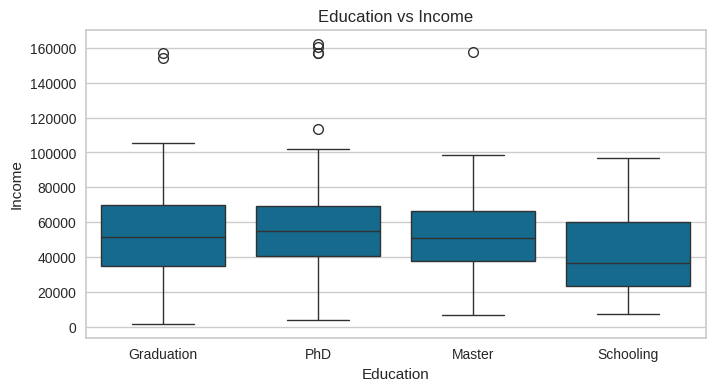 Education vs Income
160000
140000
120000
100000
80000
60000
40000
20000
0
Income
Graduation PhD Master Schooling
Education